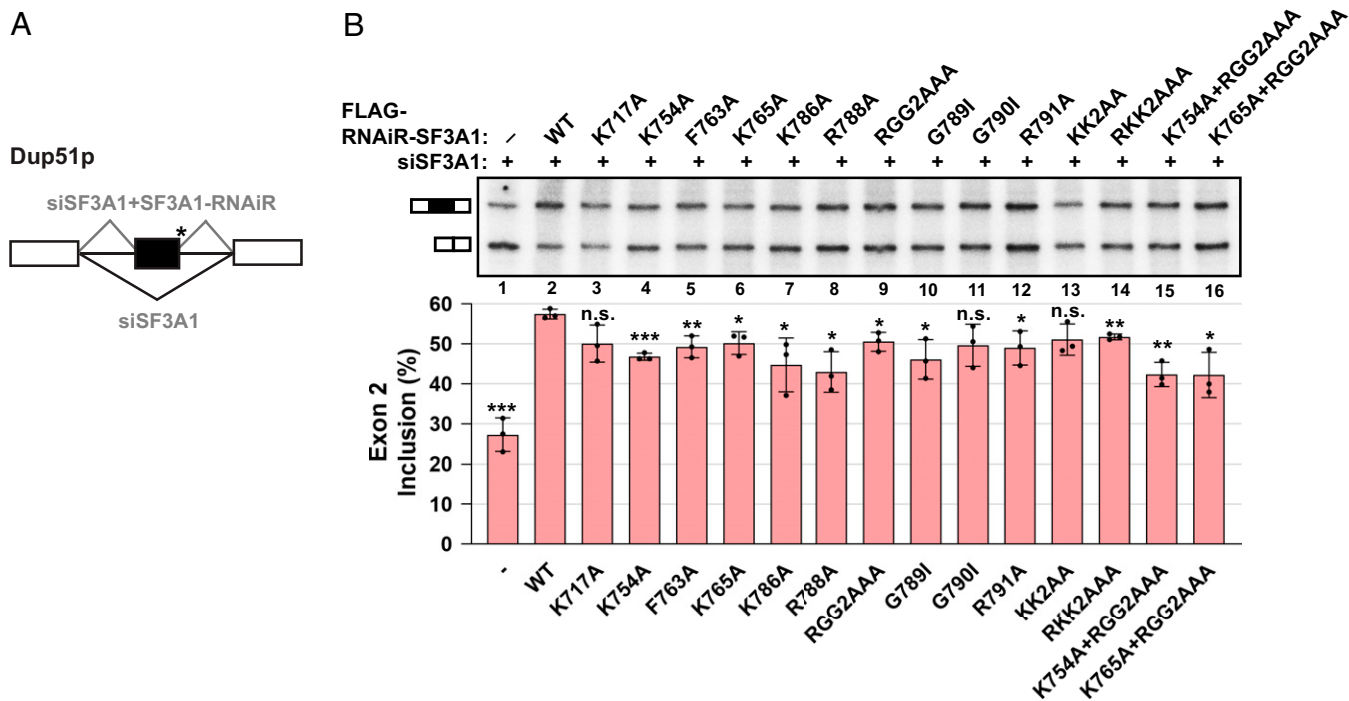 A
B
Dup51p
siSF3A1+SF3A1-RNAiR
*
siSF3A1
FLAG-
RNAiR-SF3A1:
– WT K717A K754A F763A K765A K786A R788A RGG2AAA G789I G790I R791A KK2AA RKK2AAA K754A+RGG2AAA K765A+RGG2AAA
siSF3A1: + + + + + + + + + + + + + + + +
1 2 3 4 5 6 7 8 9 10 11 12 13 14 15 16
Exon 2
Inclusion (%)
60
50
40
30
20
10
0
*** n.s. *** ** * * * * * n.s. * n.s. ** ** *
- WT K717A K754A F763A K765A K786A R788A RGG2AAA G789I G790I R791A KK2AA RKK2AAA K754A+RGG2AAA K765A+RGG2AAA